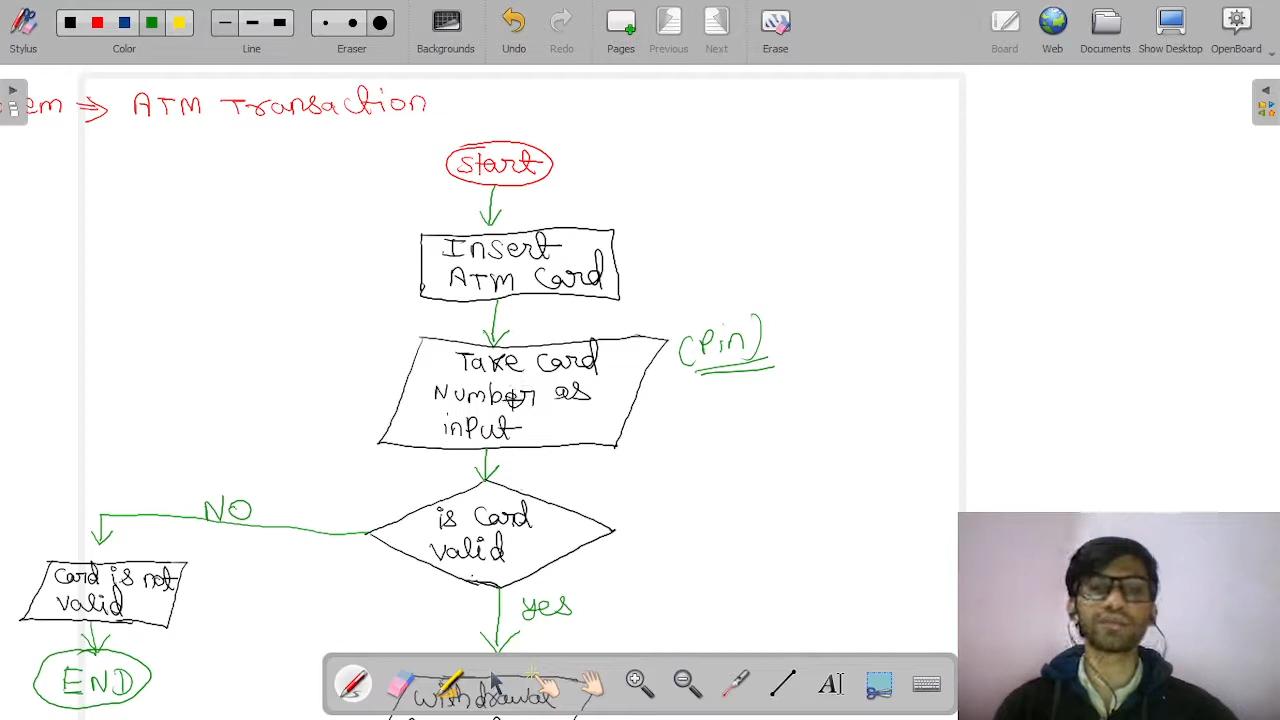 Stylus
Color
Line
Eraser
Backgrounds
Undo
Redo
Pages
Previous
Next
Erase
Board
Web
Documents
Show Desktop
OpenBoard
em => ATM Transaction
Start
Insert
ATM Card
Take Card
Number as
input
(Pin)
is Card
valid
NO
yes
Card is not
valid
END
withdrawal